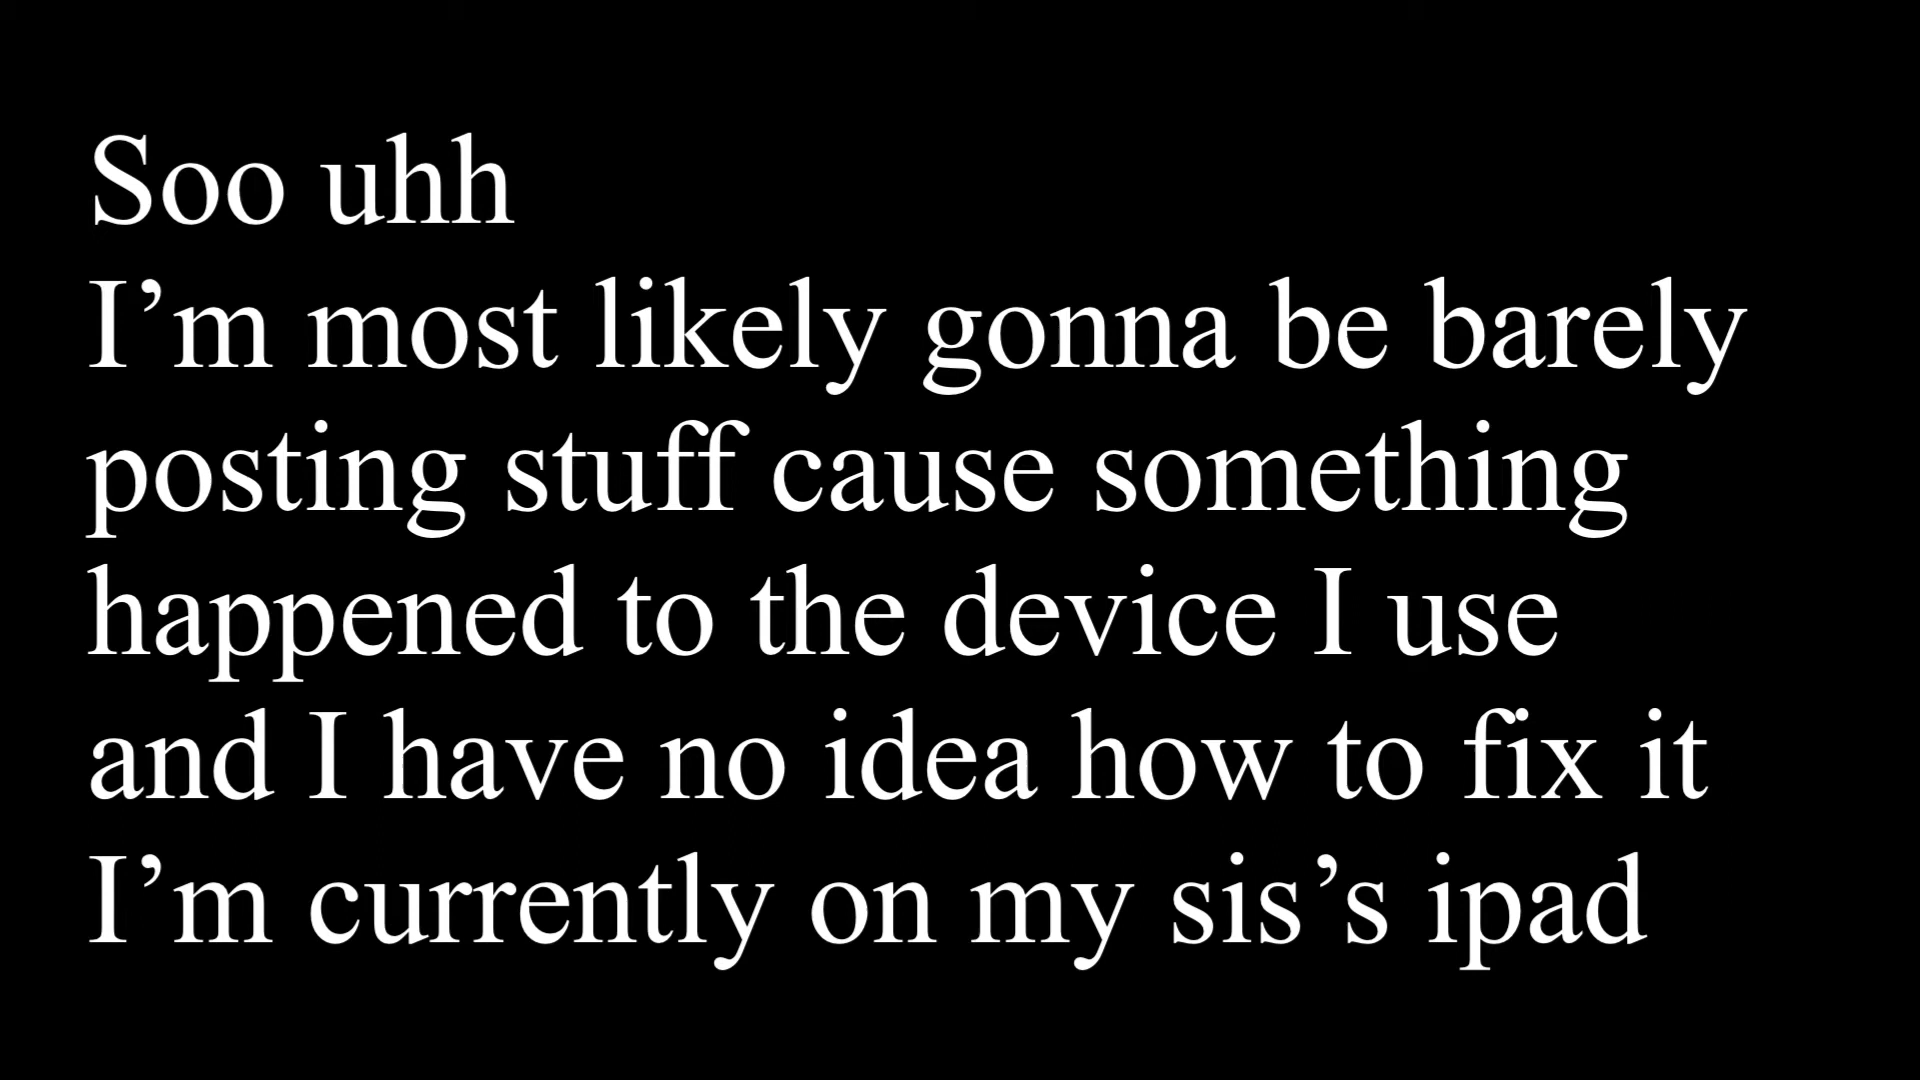 Soo uhh
I’m most likely gonna be barely
posting stuff cause something
happened to the device I use
and I have no idea how to fix it
I’m currently on my sis’s ipad